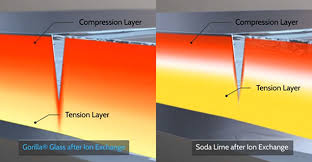 Compression Layer
Tension Layer
Gorilla® Glass after Ion Exchange
Compression Layer
Tension Layer
Soda Lime after Ion Exchange